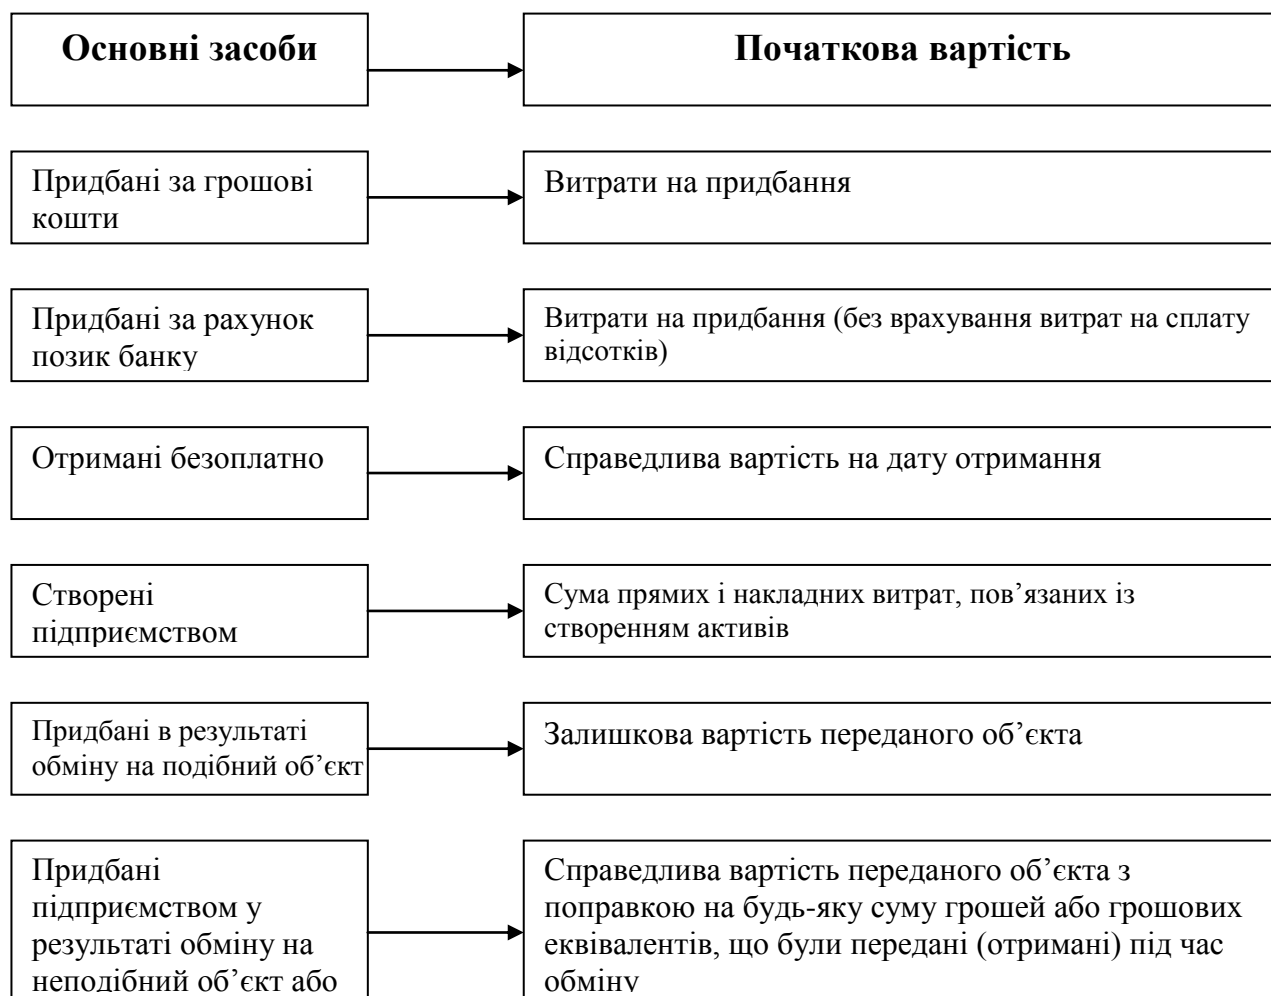 Основні засоби
Початкова вартість
Придбані за грошові
кошти
Витрати на придбання
Придбані за рахунок
позик банку
Витрати на придбання (без врахування витрат на сплату
відсотків)
Отримані безоплатно
Справедлива вартість на дату отримання
Створені
підприємством
Сума прямих і накладних витрат, пов’язаних із
створенням активів
Придбані в результаті
обміну на подібний об’єкт
Залишкова вартість переданого об’єкта
Придбані
підприємством у
результаті обміну на
неподібний об’єкт або
Справедлива вартість переданого об’єкта з
поправкою на будь-яку суму грошей або грошових
еквівалентів, що були передані (отримані) під час
обміну